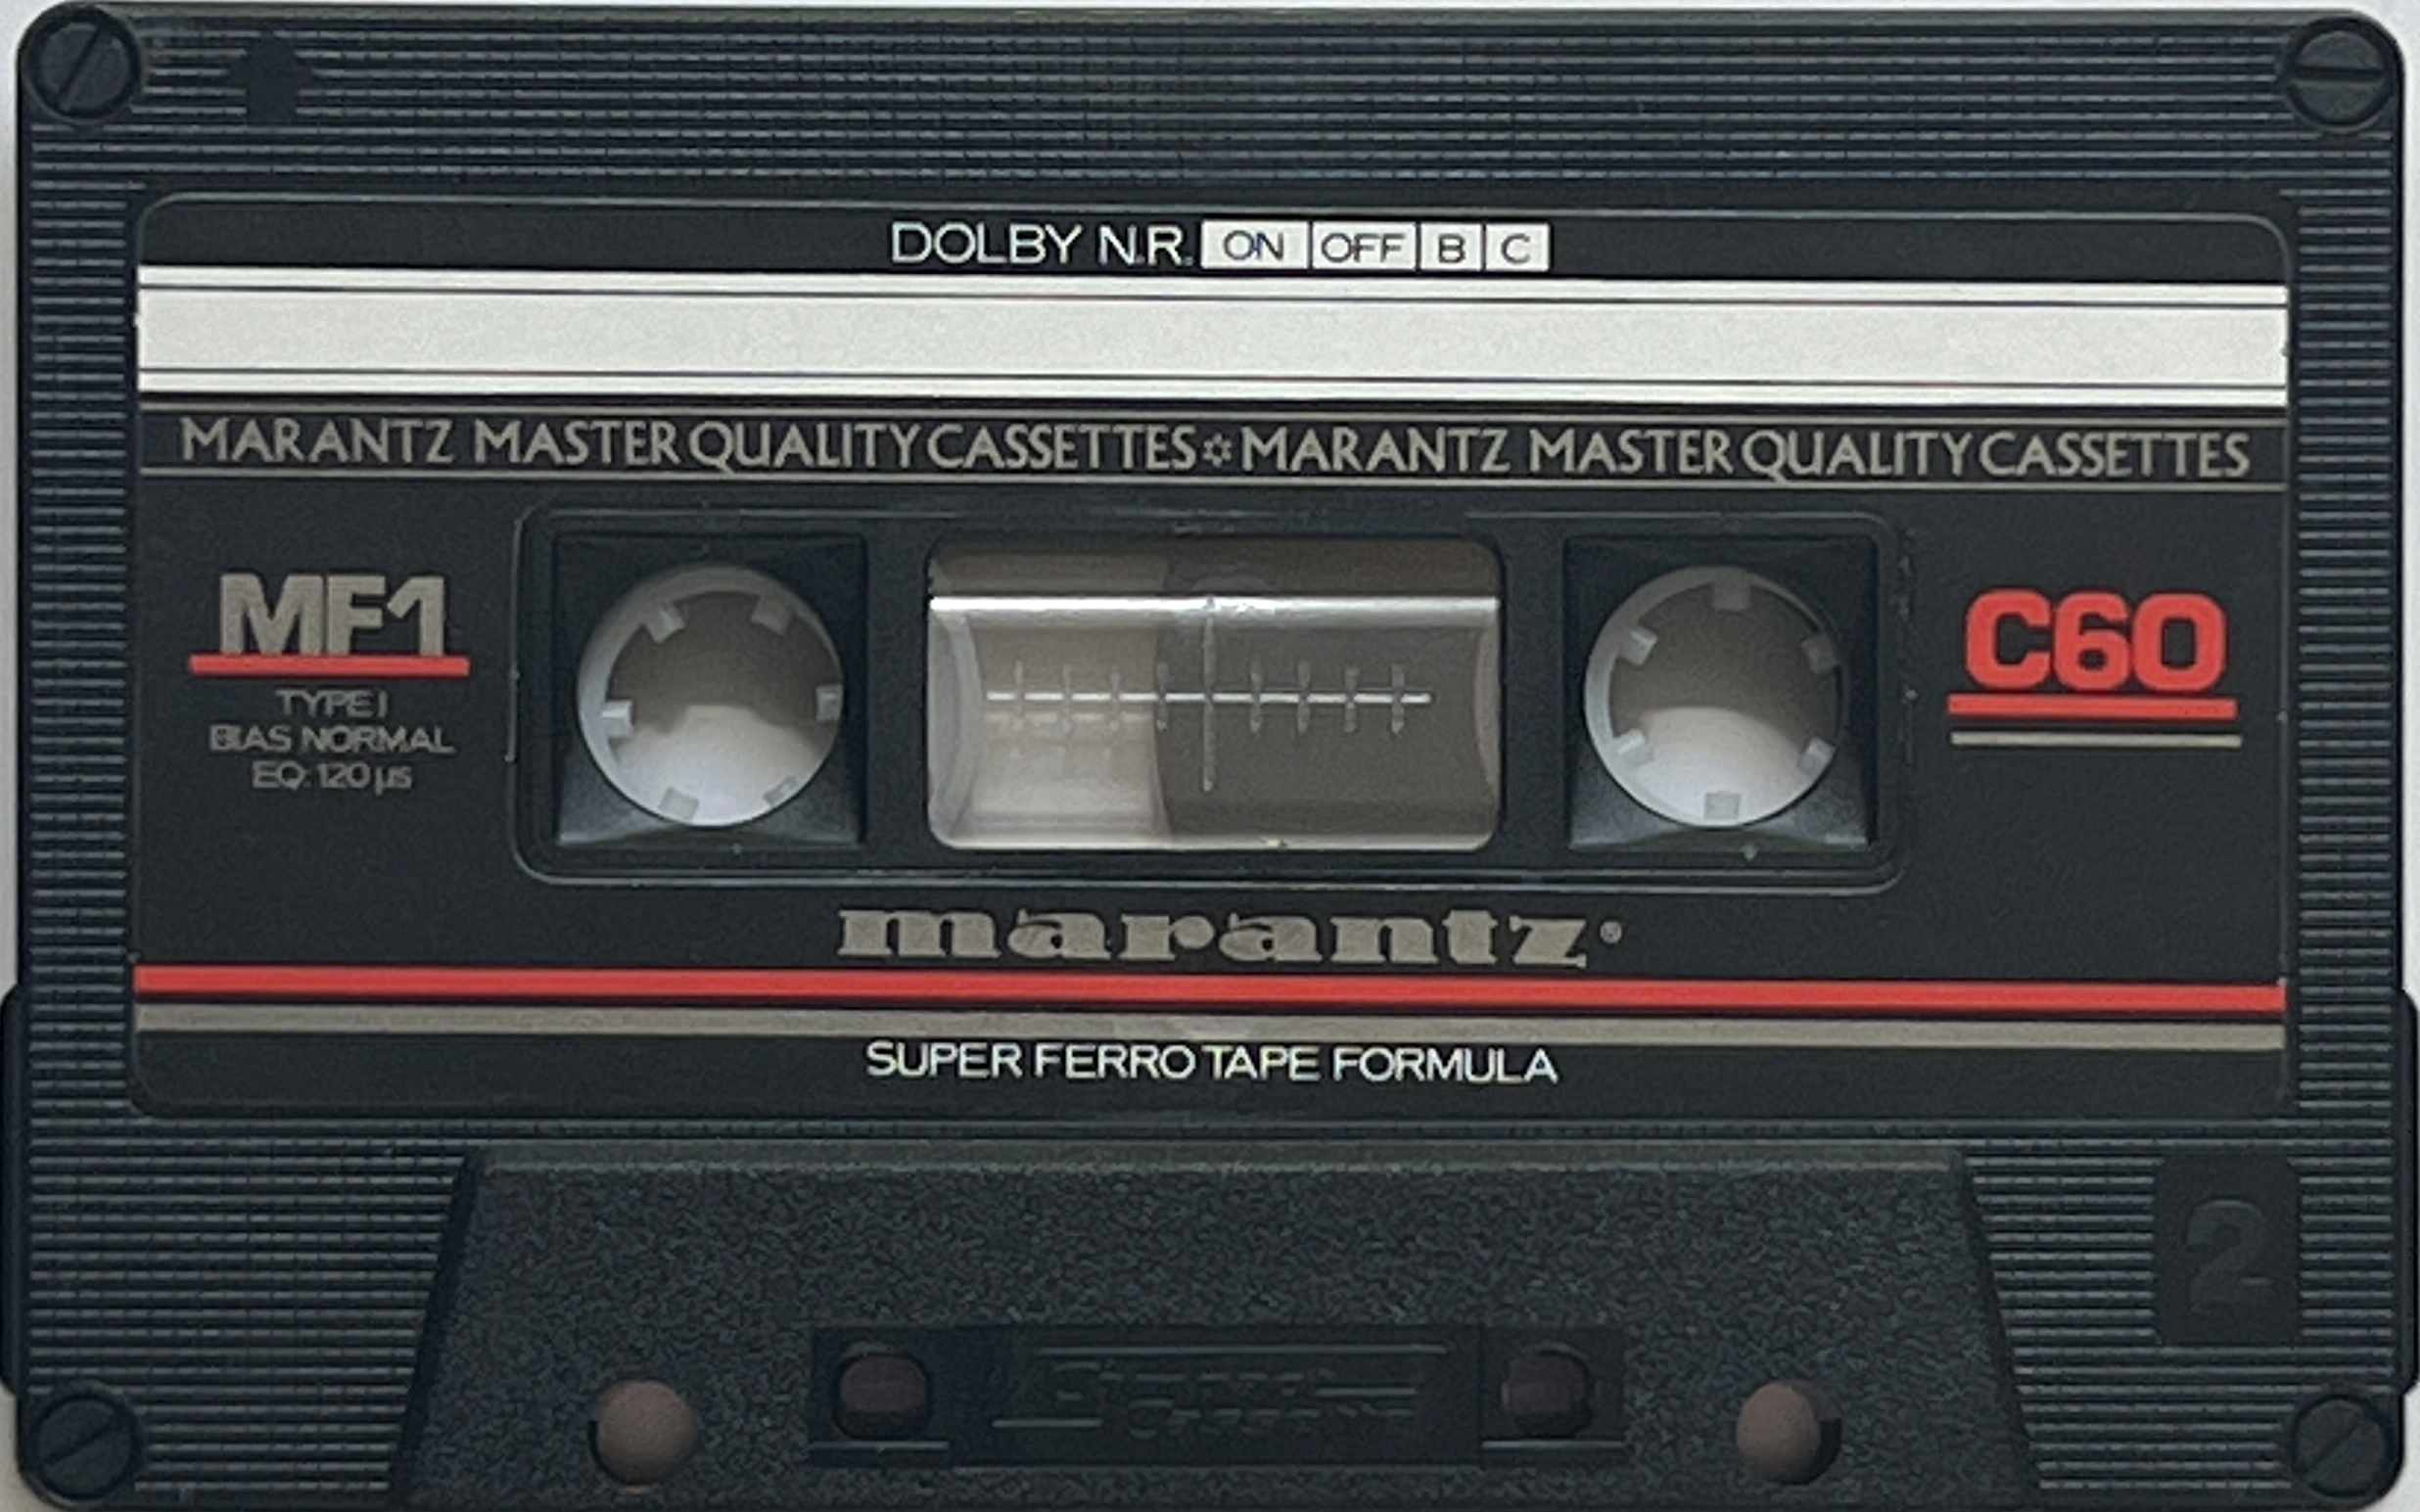 DOLBY N.R. ON OFF B C
MARANTZ MASTER QUALITY CASSETTES✡MARANTZ MASTER QUALITY CASSETTES
MF1
TYPE I
BIAS NORMAL
EQ: 120 µs
C60
marantz®
SUPER FERRO TAPE FORMULA
2